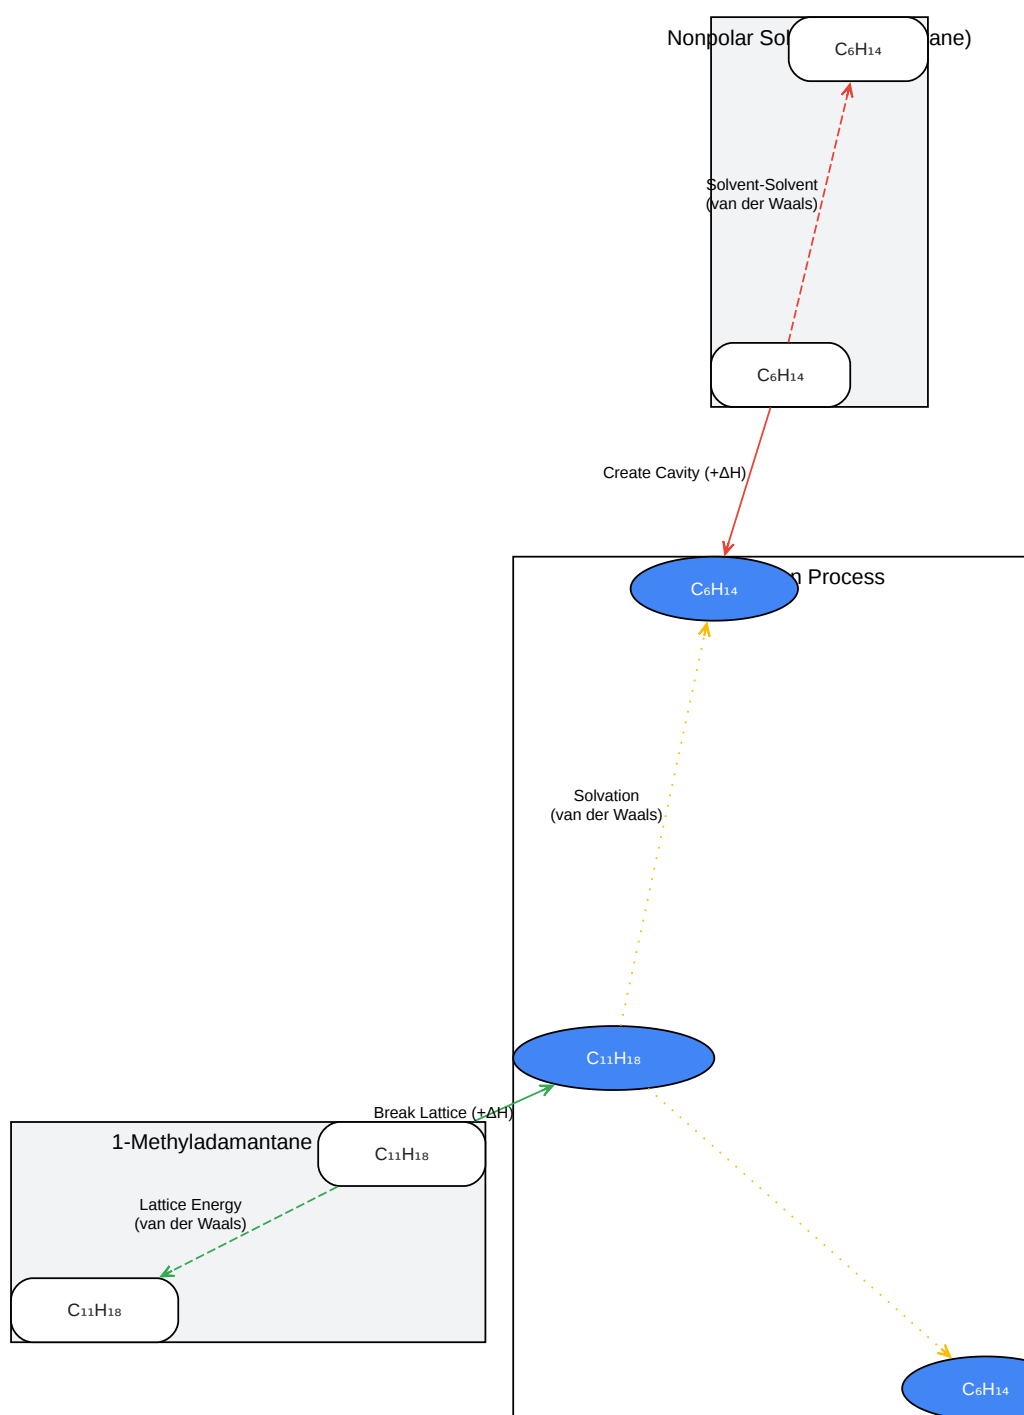 Nonpolar Sol ane)
C₆H₁₄
Solvent-Solvent
(van der Waals)
C₆H₁₄
Create Cavity (+ΔH)
n Process
C₆H₁₄
Solvation
(van der Waals)
C₁₁H₁₈
Break Lattice (+ΔH)
1-Methyladamantane
C₁₁H₁₈
Lattice Energy
(van der Waals)
C₁₁H₁₈
C₆H₁₄